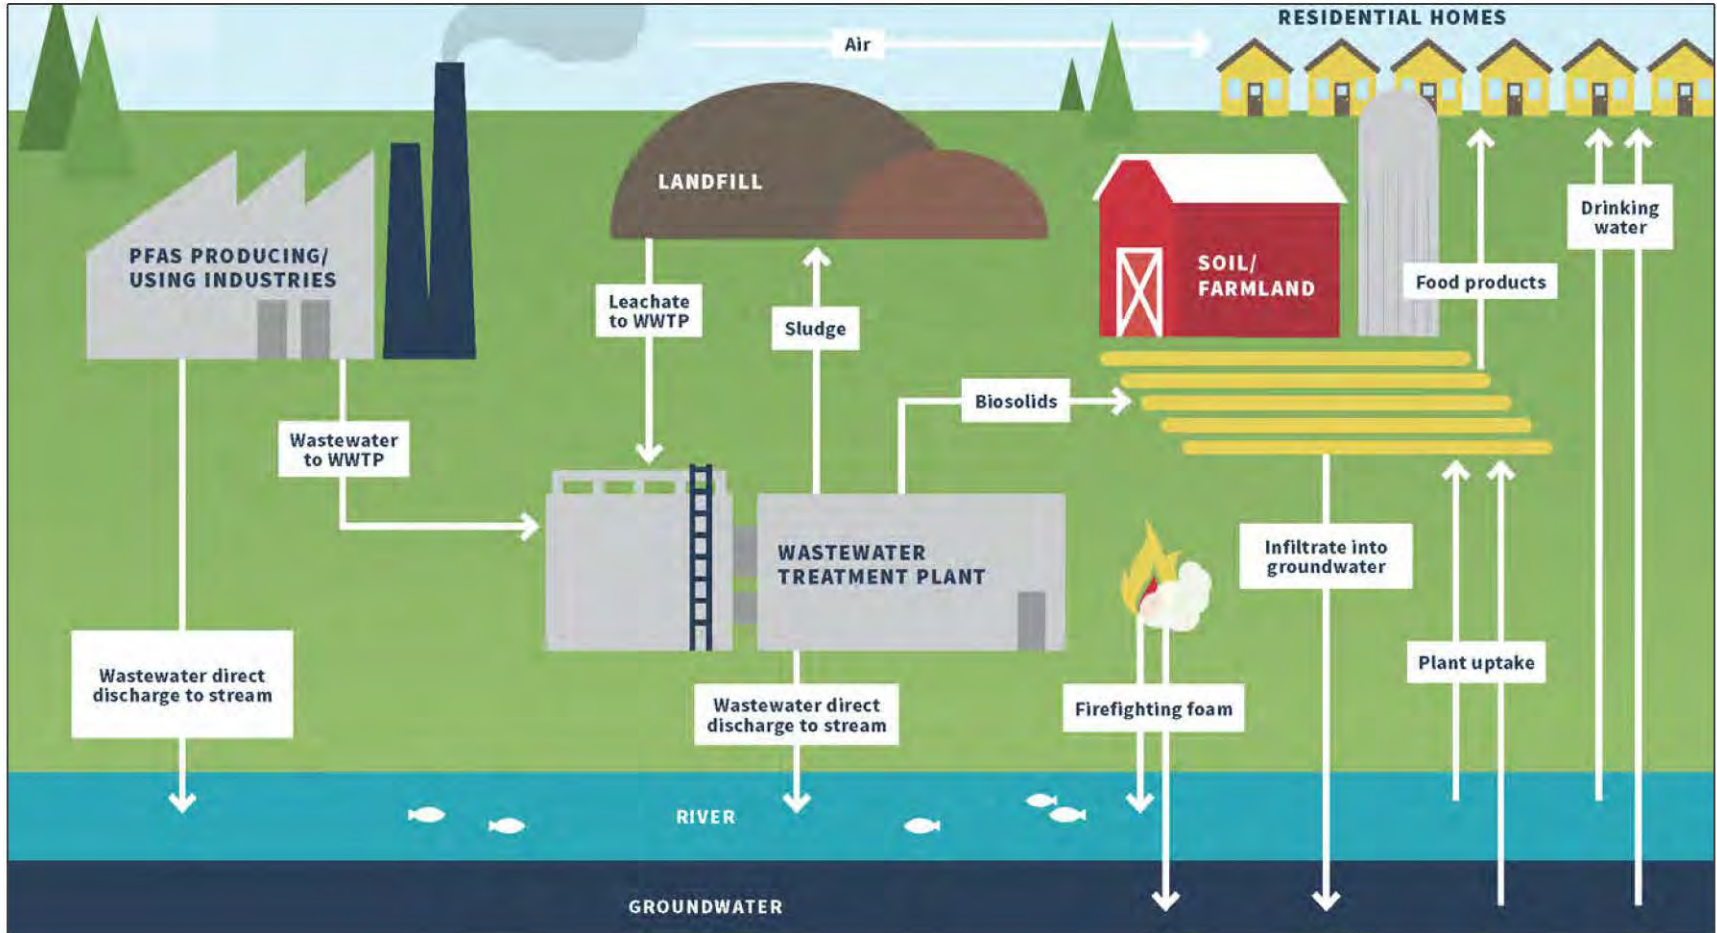 RESIDENTIAL HOMES
Air
LANDFILL
PFAS PRODUCING/
USING INDUSTRIES
SOIL/
FARMLAND
Drinking
water
Food products
Leachate
to WWTP
Sludge
Biosolids
Wastewater
to WWTP
WASTEWATER
TREATMENT PLANT
Infiltrate into
groundwater
Plant uptake
Wastewater direct
discharge to stream
Wastewater direct
discharge to stream
Firefighting foam
RIVER
GROUNDWATER